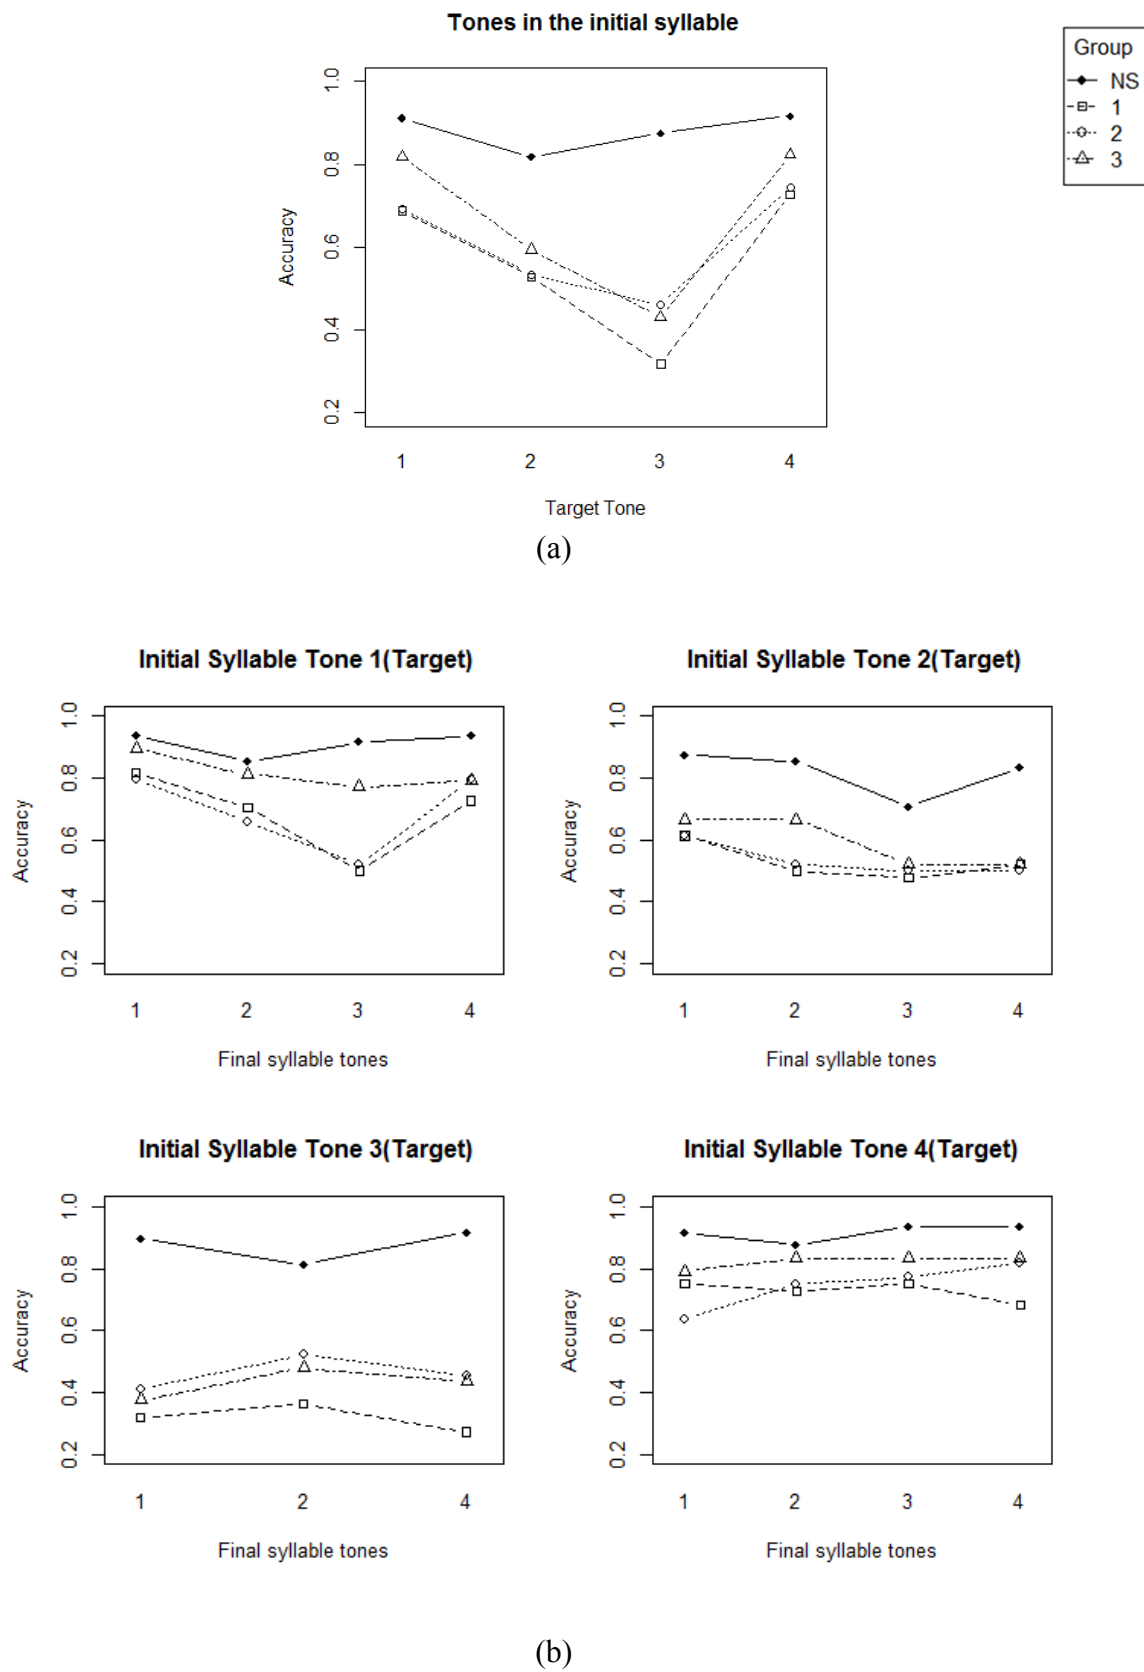 Tones in the initial syllable
Group
NS
1
2
3
1.0
0.8
0.6
0.4
0.2
Accuracy
1 2 3 4
Target Tone
(a)
Initial Syllable Tone 1(Target)
1.0
0.8
0.6
0.4
0.2
Accuracy
1 2 3 4
Final syllable tones
Initial Syllable Tone 2(Target)
1.0
0.8
0.6
0.4
0.2
Accuracy
1 2 3 4
Final syllable tones
Initial Syllable Tone 3(Target)
1.0
0.8
0.6
0.4
0.2
Accuracy
1 2 4
Final syllable tones
Initial Syllable Tone 4(Target)
1.0
0.8
0.6
0.4
0.2
Accuracy
1 2 3 4
Final syllable tones
(b)